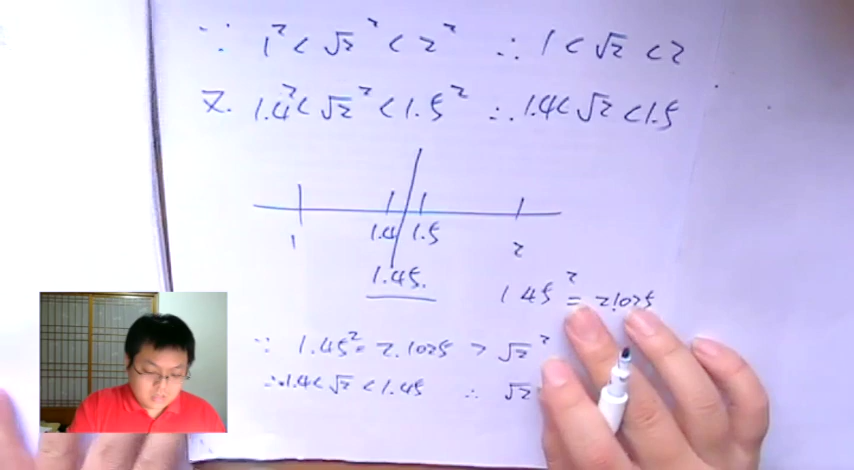 ∵ 1² < √2² < 2² ∴ 1 < √2 < 2
又. 1.4² < √2² < 1.5² ∴ 1.4 < √2 < 1.5
1 1.4 1.5 2
1.45.
1.45² = 2.1025
∵ 1.45² = 2.1025 > √2²
∴ 1.4 < √2 < 1.45 ∴ √2